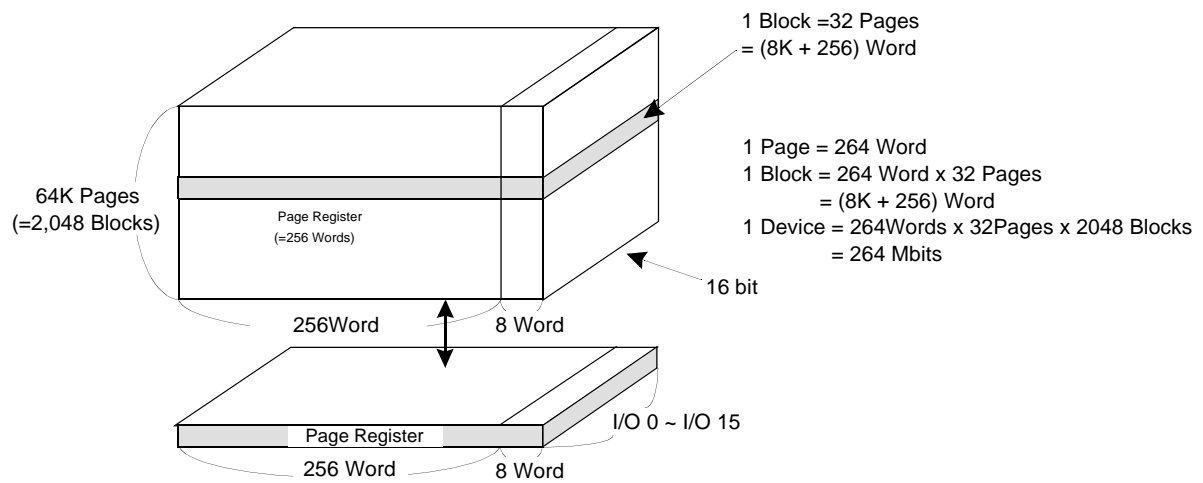 1 Block =32 Pages
= (8K + 256) Word
1 Page = 264 Word
1 Block = 264 Word x 32 Pages
= (8K + 256) Word
1 Device = 264Words x 32Pages x 2048 Blocks
= 264 Mbits
64K Pages
(=2,048 Blocks)
Page Register
(=256 Words)
16 bit
256Word
8 Word
I/O 0 ~ I/O 15
Page Register
256 Word
8 Word